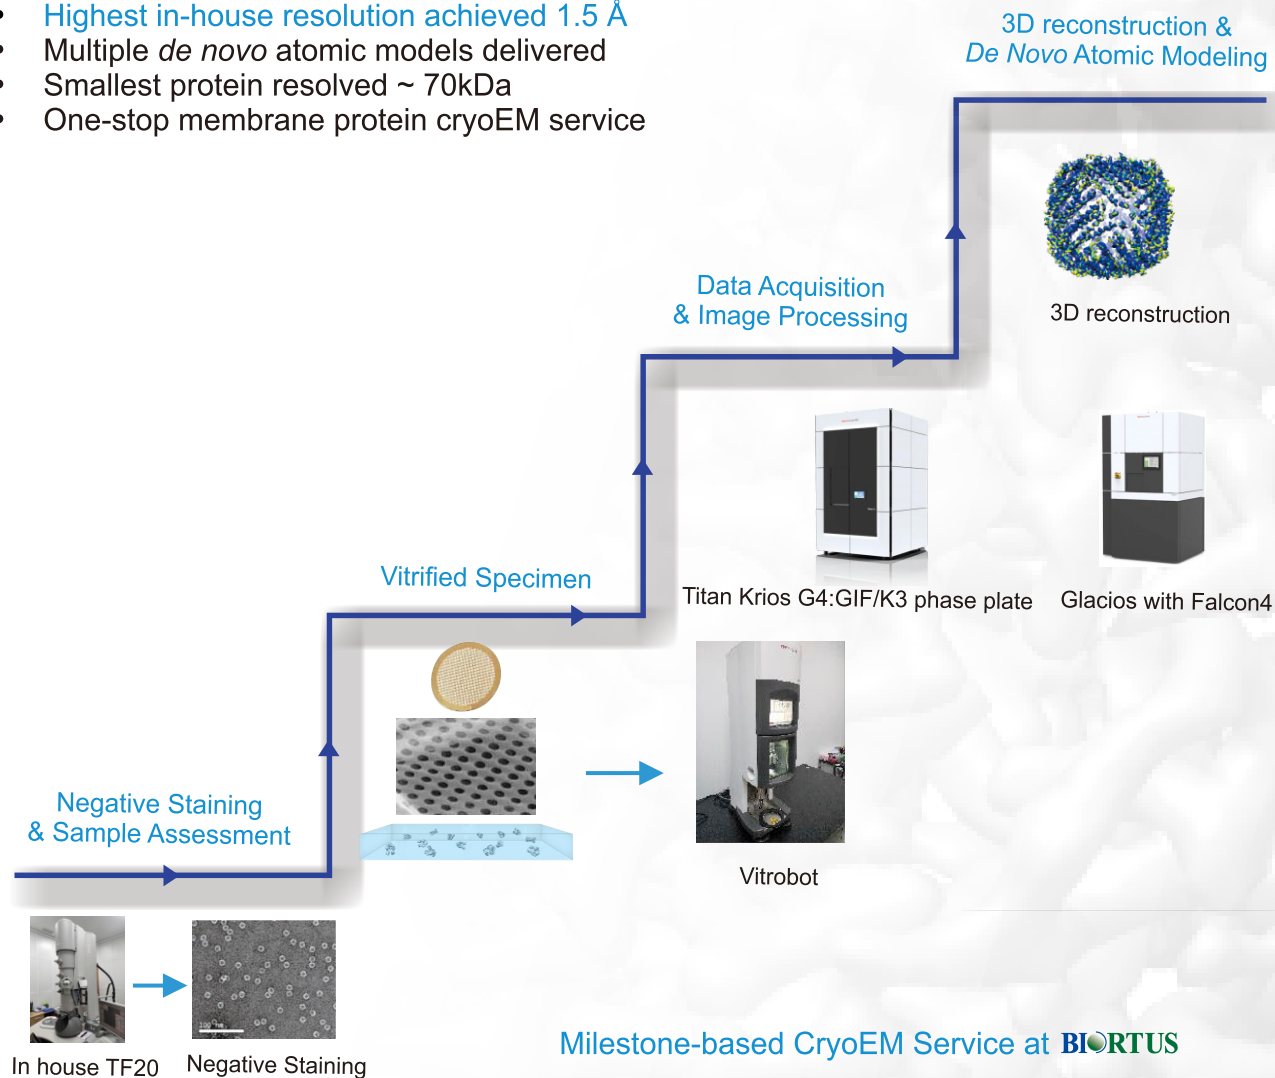 • Highest in-house resolution achieved 1.5 Å
• Multiple de novo atomic models delivered
• Smallest protein resolved ~ 70kDa
• One-stop membrane protein cryoEM service
3D reconstruction &
De Novo Atomic Modeling
3D reconstruction
Data Acquisition
& Image Processing
Titan Krios G4:GIF/K3 phase plate
Glacios with Falcon4
Vitrified Specimen
Vitrobot
Negative Staining
& Sample Assessment
100 nm
In house TF20
Negative Staining
Milestone-based CryoEM Service at BIORTUS